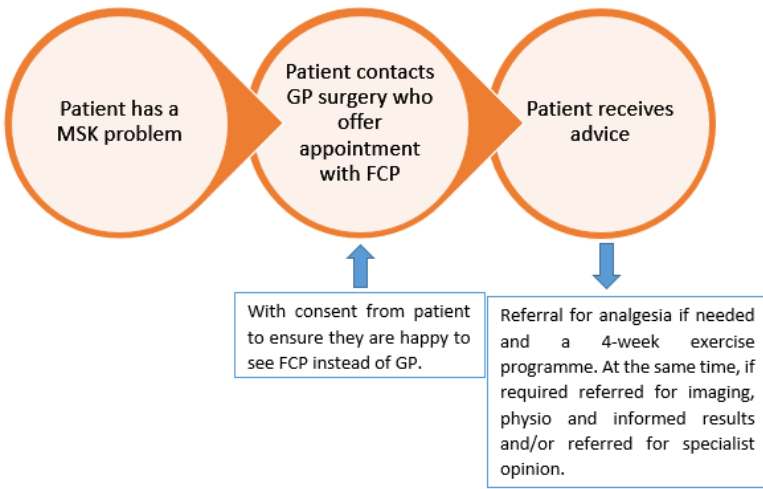 Patient has a
MSK problem
Patient contacts
GP surgery who
offer
appointment
with FCP
Patient receives
advice
With consent from patient
to ensure they are happy to
see FCP instead of GP.
Referral for analgesia if needed
and a 4-week exercise
programme. At the same time, if
required referred for imaging,
physio and informed results
and/or referred for specialist
opinion.